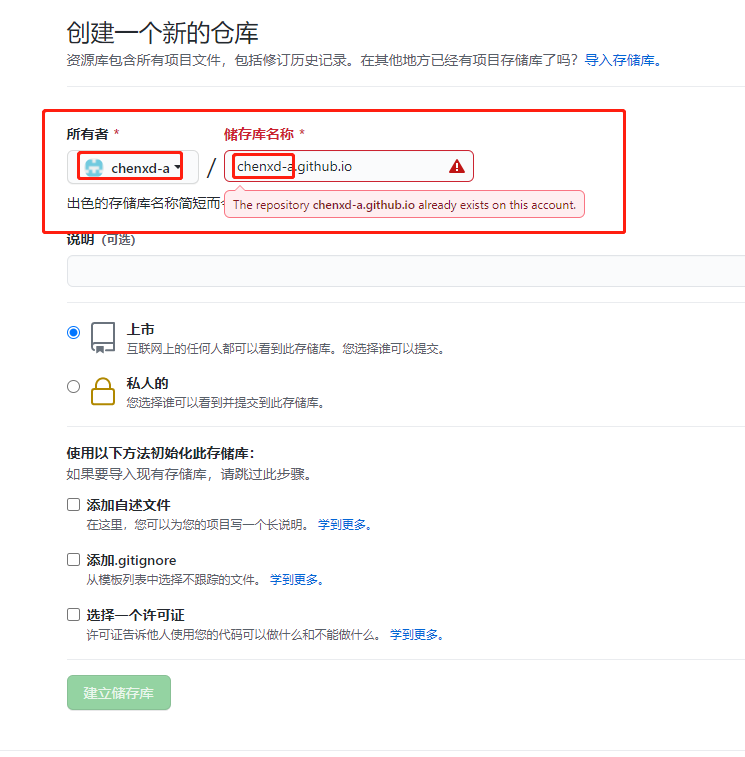 创建一个新的仓库
资源库包含所有项目文件，包括修订历史记录。在其他地方已经有项目存储库了吗？导入存储库。
所有者 * 储存库名称 *
chenxd-a / chenxd-a.github.io
出色的存储库名称简短而
The repository chenxd-a.github.io already exists on this account.
说明 (可选)
上市
互联网上的任何人都可以看到此存储库。您选择谁可以提交。
私人的
您选择谁可以看到并提交到此存储库。
使用以下方法初始化此存储库：
如果要导入现有存储库，请跳过此步骤。
添加自述文件
在这里，您可以为您的项目写一个长说明。 学到更多。
添加.gitignore
从模板列表中选择不跟踪的文件。 学到更多。
选择一个许可证
许可证告诉他人使用您的代码可以做什么和不能做什么。 学到更多。
建立储存库